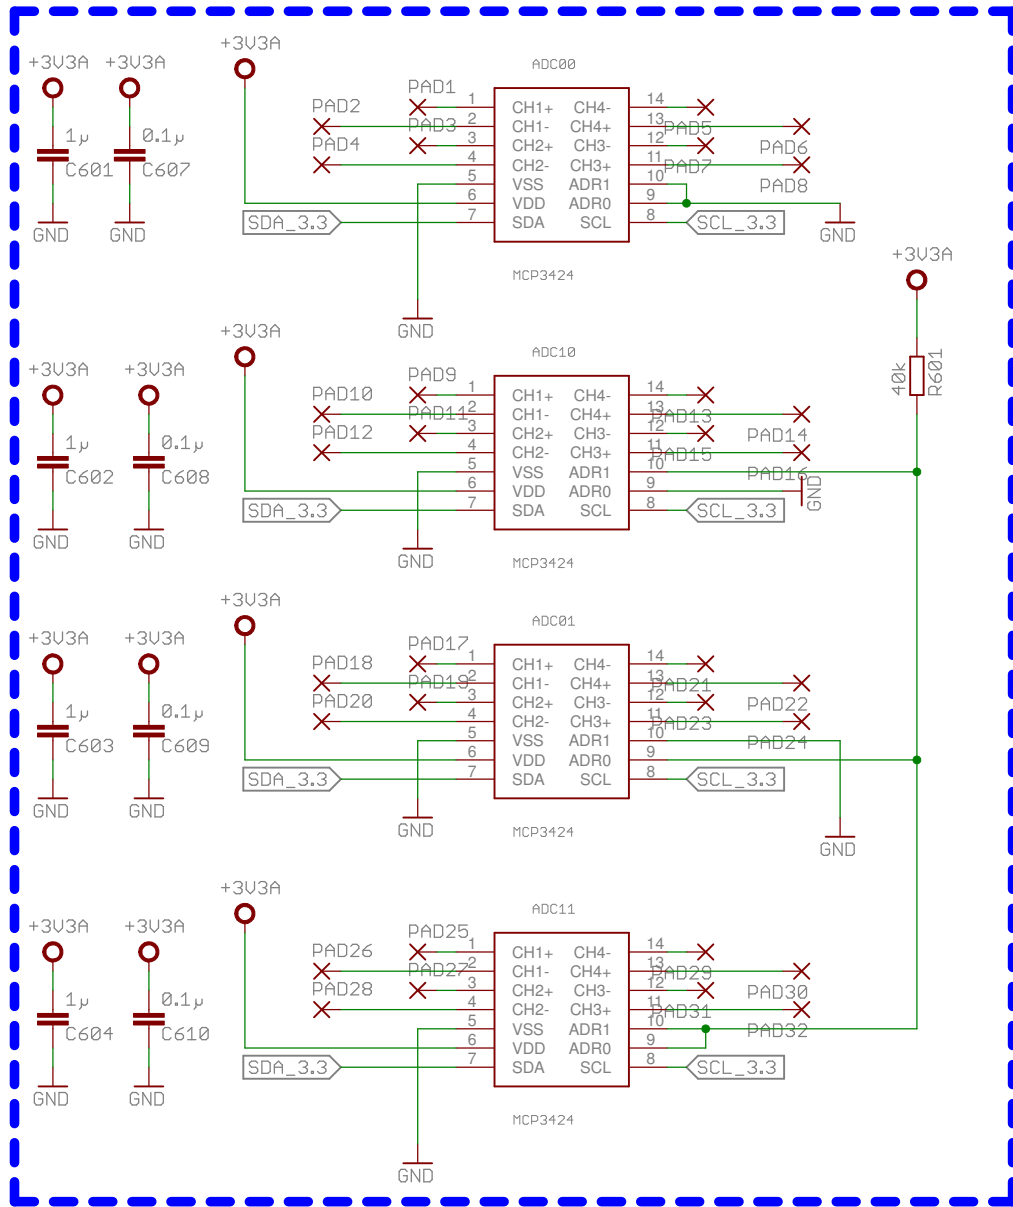 +3V3A +3V3A +3V3A
1µ 0.1µ
C601 C607
GND GND
ADC00
PAD1
PAD2
PAD3
PAD4
1 CH1+ CH4- 14
2 CH1- CH4+ 13
3 CH2+ CH3- 12
4 CH2- CH3+ 11
5 VSS ADR1 10
6 VDD ADR0 9
7 SDA SCL 8
PAD5
PAD6
PAD7
PAD8
SDA_3.3 SCL_3.3
GND
MCP3424
GND
+3V3A
40k
R601
+3V3A +3V3A +3V3A
1µ 0.1µ
C602 C608
GND GND
ADC10
PAD9
PAD10
PAD11
PAD12
1 CH1+ CH4- 14
2 CH1- CH4+ 13
3 CH2+ CH3- 12
4 CH2- CH3+ 11
5 VSS ADR1 10
6 VDD ADR0 9
7 SDA SCL 8
PAD13
PAD14
PAD15
PAD16
GND
SDA_3.3 SCL_3.3
GND
MCP3424
+3V3A +3V3A +3V3A
1µ 0.1µ
C603 C609
GND GND
ADC01
PAD17
PAD18
PAD19
PAD20
1 CH1+ CH4- 14
2 CH1- CH4+ 13
3 CH2+ CH3- 12
4 CH2- CH3+ 11
5 VSS ADR1 10
6 VDD ADR0 9
7 SDA SCL 8
PAD21
PAD22
PAD23
PAD24
SDA_3.3 SCL_3.3
GND
MCP3424
GND
+3V3A +3V3A +3V3A
1µ 0.1µ
C604 C610
GND GND
ADC11
PAD25
PAD26
PAD27
PAD28
1 CH1+ CH4- 14
2 CH1- CH4+ 13
3 CH2+ CH3- 12
4 CH2- CH3+ 11
5 VSS ADR1 10
6 VDD ADR0 9
7 SDA SCL 8
PAD29
PAD30
PAD31
PAD32
SDA_3.3 SCL_3.3
MCP3424
GND